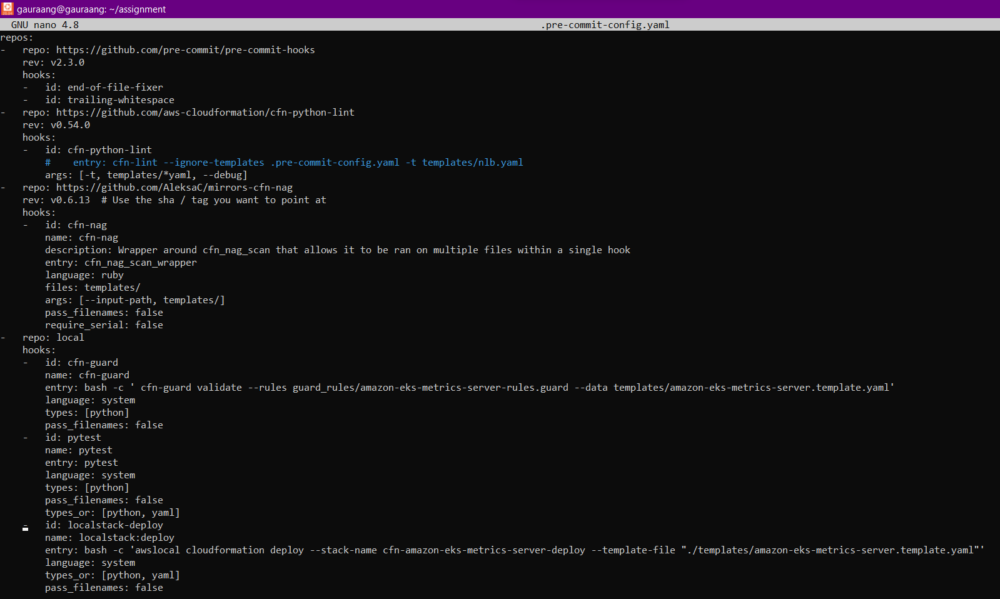 gauraang@gauraang: ~/assignment
GNU nano 4.8 .pre-commit-config.yaml
repos:
-   repo: https://github.com/pre-commit/pre-commit-hooks
    rev: v2.3.0
    hooks:
    -   id: end-of-file-fixer
    -   id: trailing-whitespace
-   repo: https://github.com/aws-cloudformation/cfn-python-lint
    rev: v0.54.0
    hooks:
    -   id: cfn-python-lint
        #    entry: cfn-lint --ignore-templates .pre-commit-config.yaml -t templates/nlb.yaml
        args: [-t, templates/*yaml, --debug]
-   repo: https://github.com/AleksaC/mirrors-cfn-nag
    rev: v0.6.13  # Use the sha / tag you want to point at
    hooks:
    -   id: cfn-nag
        name: cfn-nag
        description: Wrapper around cfn_nag_scan that allows it to be ran on multiple files within a single hook
        entry: cfn_nag_scan_wrapper
        language: ruby
        files: templates/
        args: [--input-path, templates/]
        pass_filenames: false
        require_serial: false
-   repo: local
    hooks:
    -   id: cfn-guard
        name: cfn-guard
        entry: bash -c ' cfn-guard validate --rules guard_rules/amazon-eks-metrics-server-rules.guard --data templates/amazon-eks-metrics-server.template.yaml'
        language: system
        types: [python]
        pass_filenames: false
    -   id: pytest
        name: pytest
        entry: pytest
        language: system
        types: [python]
        pass_filenames: false
        types_or: [python, yaml]
    -   id: localstack-deploy
        name: localstack:deploy
        entry: bash -c 'awslocal cloudformation deploy --stack-name cfn-amazon-eks-metrics-server-deploy --template-file "./templates/amazon-eks-metrics-server.template.yaml"'
        language: system
        types_or: [python, yaml]
        pass_filenames: false